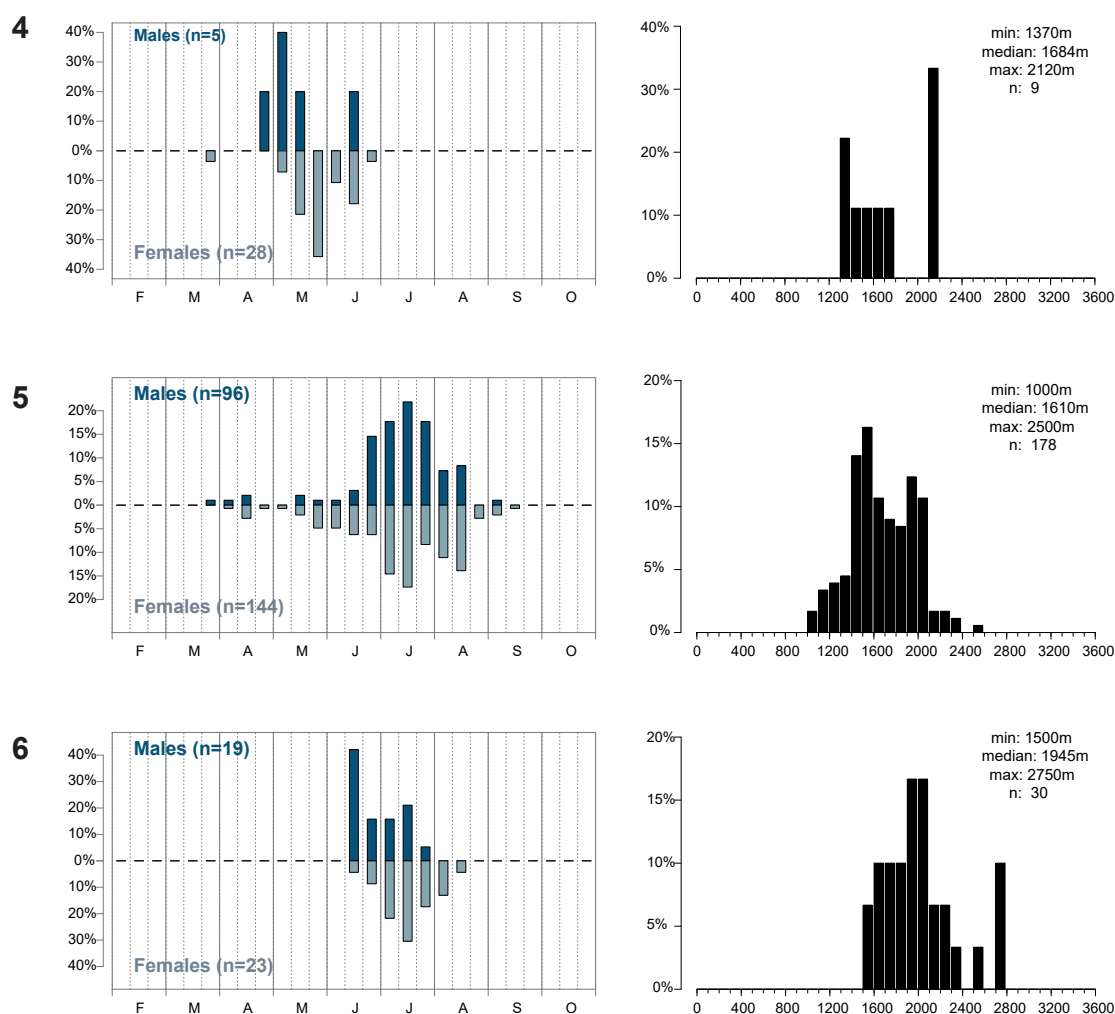 4
Males (n=5)
40%
30%
20%
10%
0%
10%
20%
30%
40%
Females (n=28)
F M A M J J A S O
40%
30%
20%
10%
0%
min: 1370m
median: 1684m
max: 2120m
n: 9
0 400 800 1200 1600 2000 2400 2800 3200 3600
5
Males (n=96)
20%
15%
10%
5%
0%
5%
10%
15%
20%
Females (n=144)
F M A M J J A S O
20%
15%
10%
5%
0%
min: 1000m
median: 1610m
max: 2500m
n: 178
0 400 800 1200 1600 2000 2400 2800 3200 3600
6
Males (n=19)
40%
30%
20%
10%
0%
10%
20%
30%
40%
Females (n=23)
F M A M J J A S O
20%
15%
10%
5%
0%
min: 1500m
median: 1945m
max: 2750m
n: 30
0 400 800 1200 1600 2000 2400 2800 3200 3600